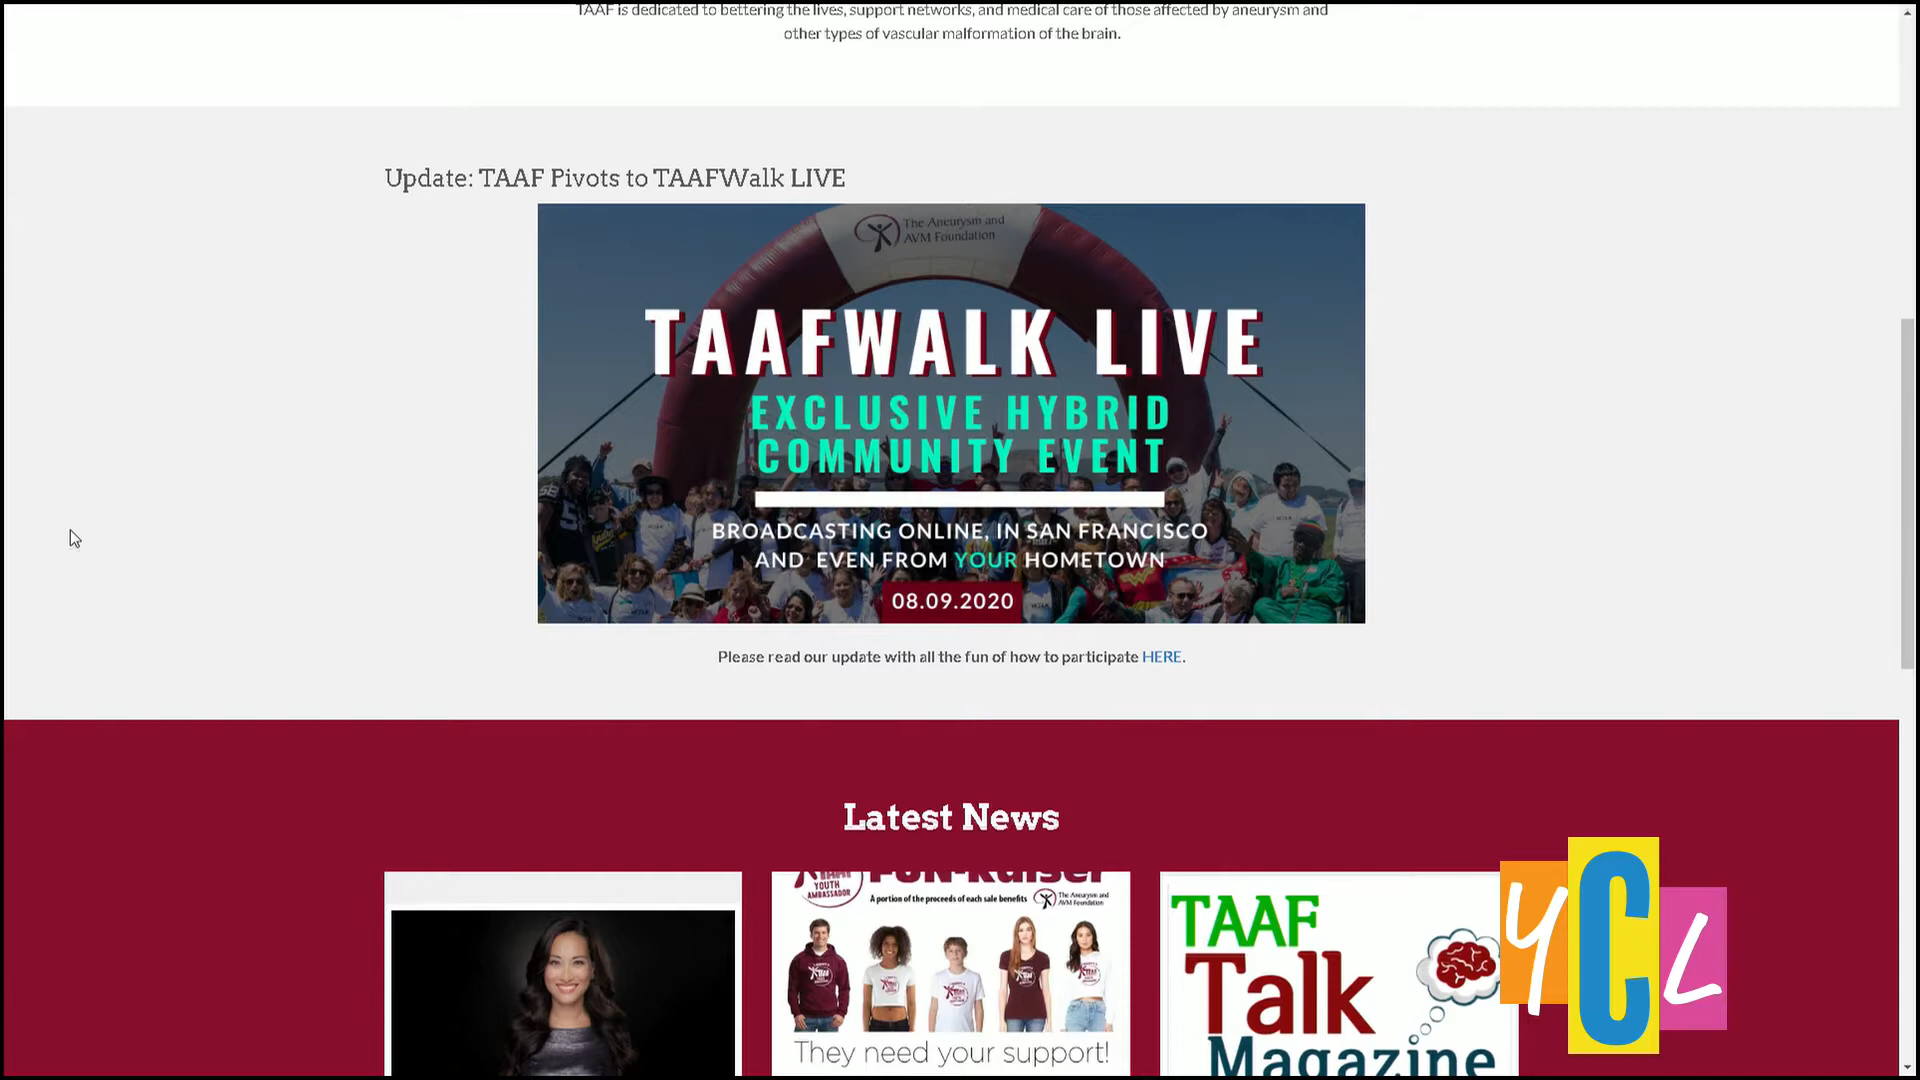 TAAF is dedicated to bettering the lives, support networks, and medical care of those affected by aneurysm and
other types of vascular malformation of the brain.
Update: TAAF Pivots to TAAFWalk LIVE
The Aneurysm and
AVM Foundation
TAAFWALK LIVE
EXCLUSIVE HYBRID
COMMUNITY EVENT
BROADCASTING ONLINE, IN SAN FRANCISCO
AND EVEN FROM YOUR HOMETOWN
08.09.2020
Please read our update with all the fun of how to participate HERE.
Latest News
TAAF
YOUTH
AMBASSADOR
FUN-Raiser
A portion of the proceeds of each sale benefits
The Aneurysm and
AVM Foundation
They need your support!
TAAF
Talk
Magazine
YCL